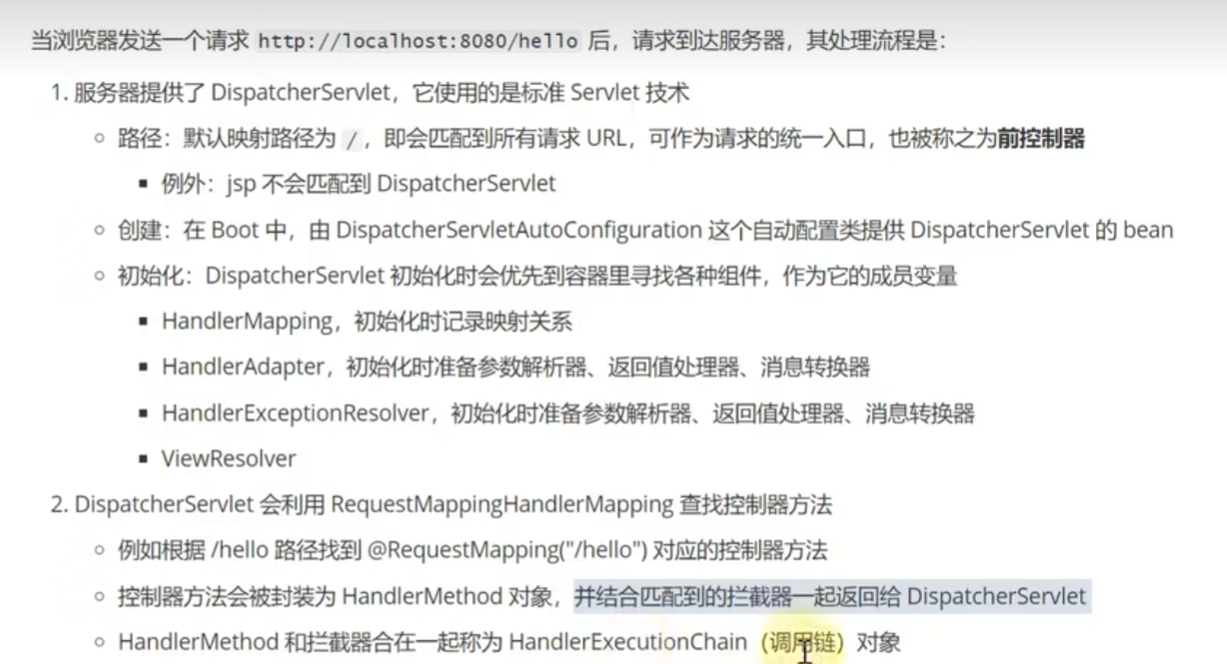 当浏览器发送一个请求 http://localhost:8080/hello 后，请求到达服务器，其处理流程是：
1. 服务器提供了 DispatcherServlet，它使用的是标准 Servlet 技术
路径：默认映射路径为 /，即会匹配到所有请求 URL，可作为请求的统一入口，也被称之为前控制器
例外：jsp 不会匹配到 DispatcherServlet
创建：在 Boot 中，由 DispatcherServletAutoConfiguration 这个自动配置类提供 DispatcherServlet 的 bean
初始化：DispatcherServlet 初始化时会优先到容器里寻找各种组件，作为它的成员变量
HandlerMapping，初始化时记录映射关系
HandlerAdapter，初始化时准备参数解析器、返回值处理器、消息转换器
HandlerExceptionResolver，初始化时准备参数解析器、返回值处理器、消息转换器
ViewResolver
2. DispatcherServlet 会利用 RequestMappingHandlerMapping 查找控制器方法
例如根据 /hello 路径找到 @RequestMapping("/hello") 对应的控制器方法
控制器方法会被封装为 HandlerMethod 对象，并结合匹配到的拦截器一起返回给 DispatcherServlet
HandlerMethod 和拦截器合在一起称为 HandlerExecutionChain（调用链）对象